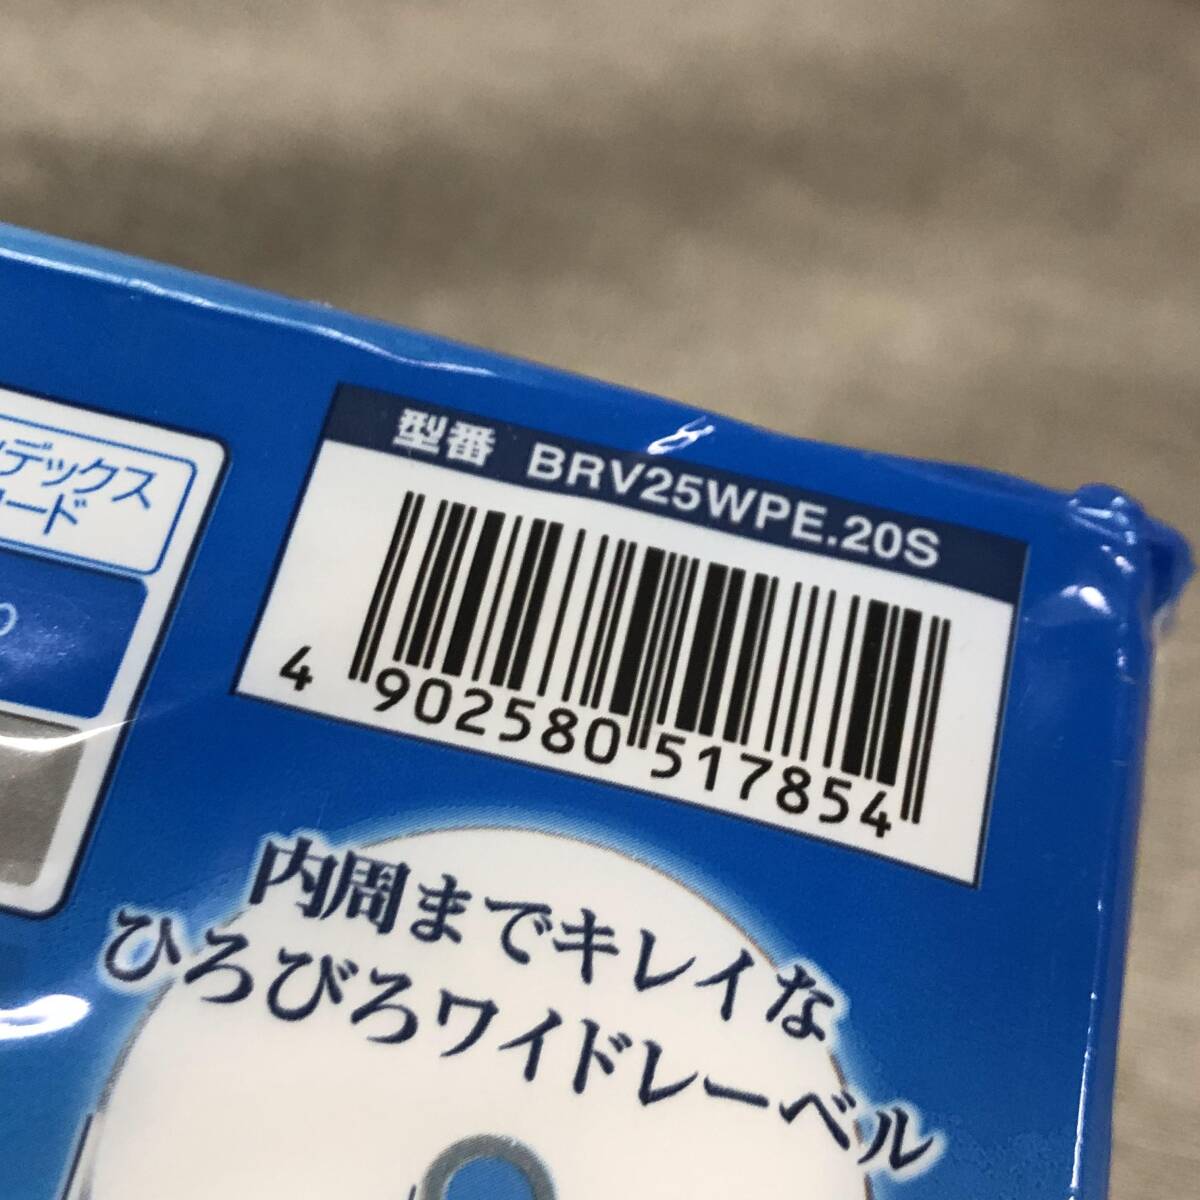 型番 BRV25WPE.20S
4 902580 517854
デックス
ード
内周までキレイな
ひろびろワイドレーベル